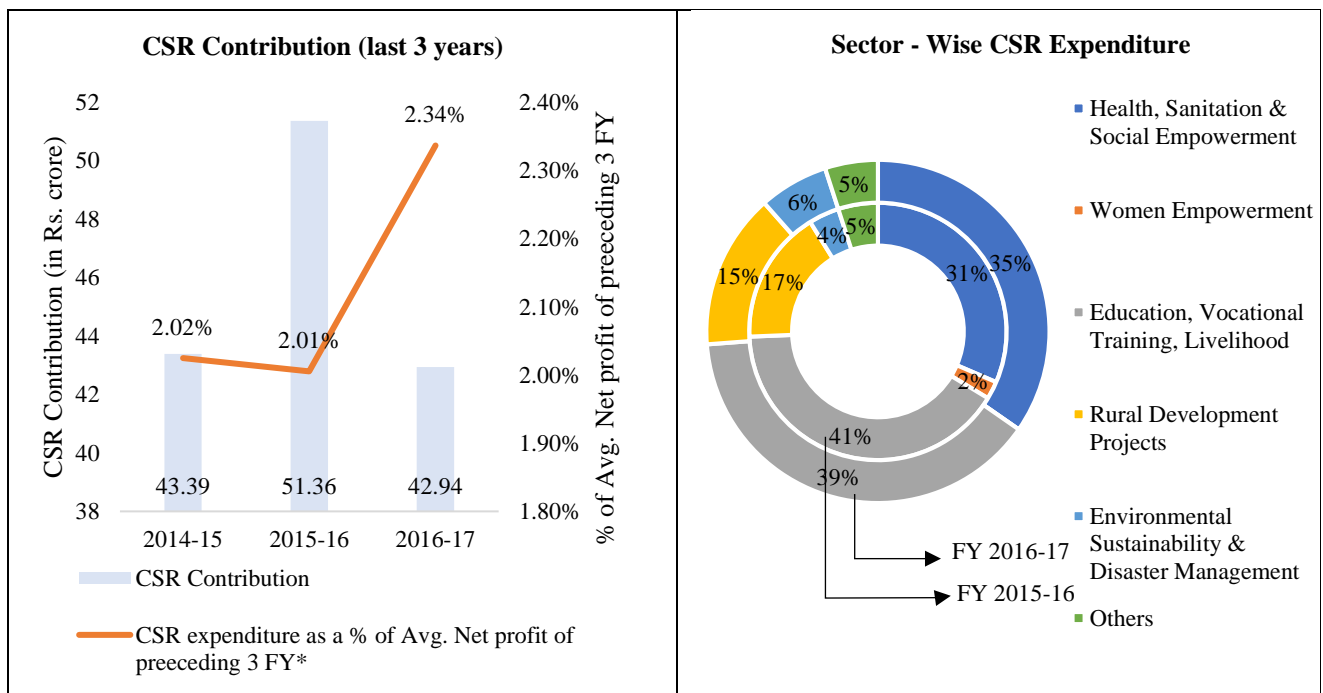 CSR Contribution (last 3 years)
CSR Contribution (in Rs. crore)
52
50
48
46
44
42
40
38
2.02%
2.01%
2.34%
43.39
51.36
42.94
2014-15
2015-16
2016-17
2.40%
2.30%
2.20%
2.10%
2.00%
1.90%
1.80%
% of Avg. Net profit of preeceding 3 FY
CSR Contribution
CSR expenditure as a % of Avg. Net profit of
preeceding 3 FY*
Sector - Wise CSR Expenditure
5%
6%
5%
4%
31%
35%
15%
17%
2%
41%
39%
FY 2016-17
FY 2015-16
Health, Sanitation &
Social Empowerment
Women Empowerment
Education, Vocational
Training, Livelihood
Rural Development
Projects
Environmental
Sustainability &
Disaster Management
Others